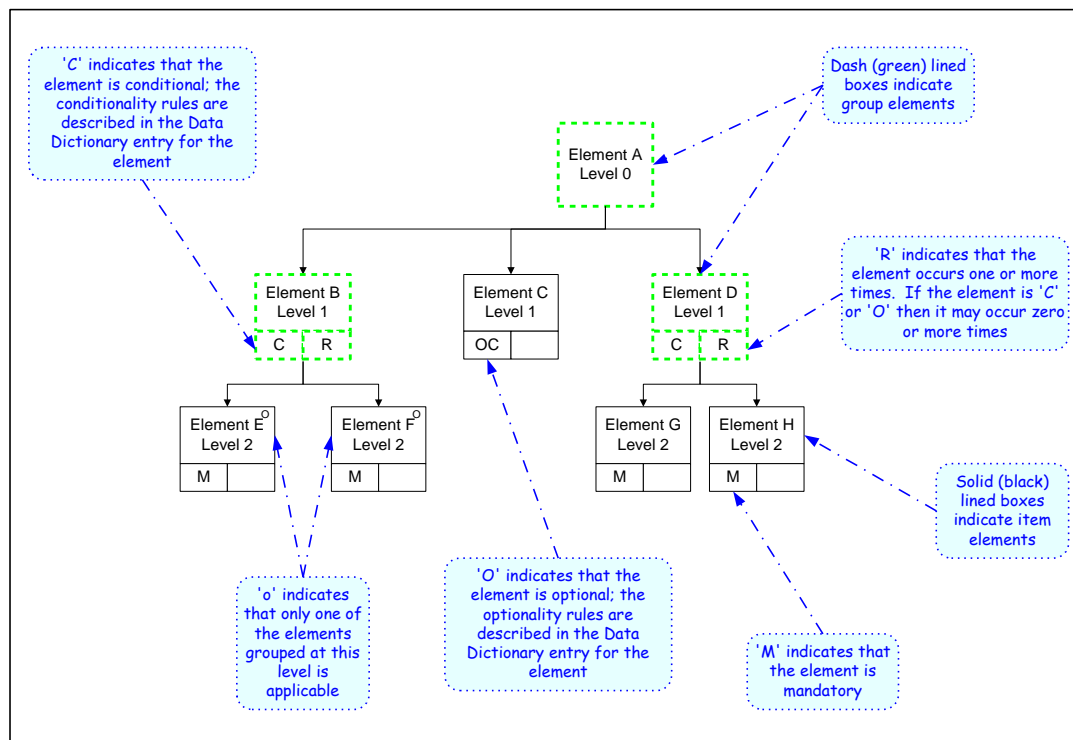 'C' indicates that the
element is conditional; the
conditionality rules are
described in the Data
Dictionary entry for the
element
Dash (green) lined
boxes indicate
group elements
Element A
Level 0
'R' indicates that the
element occurs one or more
times. If the element is 'C'
or 'O' then it may occur zero
or more times
Element B
Level 1
C R
Element C
Level 1
OC
Element D
Level 1
C R
Element E O
Level 2
M
Element F O
Level 2
M
Element G
Level 2
M
Element H
Level 2
M
Solid (black)
lined boxes
indicate item
elements
'o' indicates
that only one of
the elements
grouped at this
level is
applicable
'O' indicates that the
element is optional; the
optionality rules are
described in the Data
Dictionary entry for the
element
'M' indicates that
the element is
mandatory